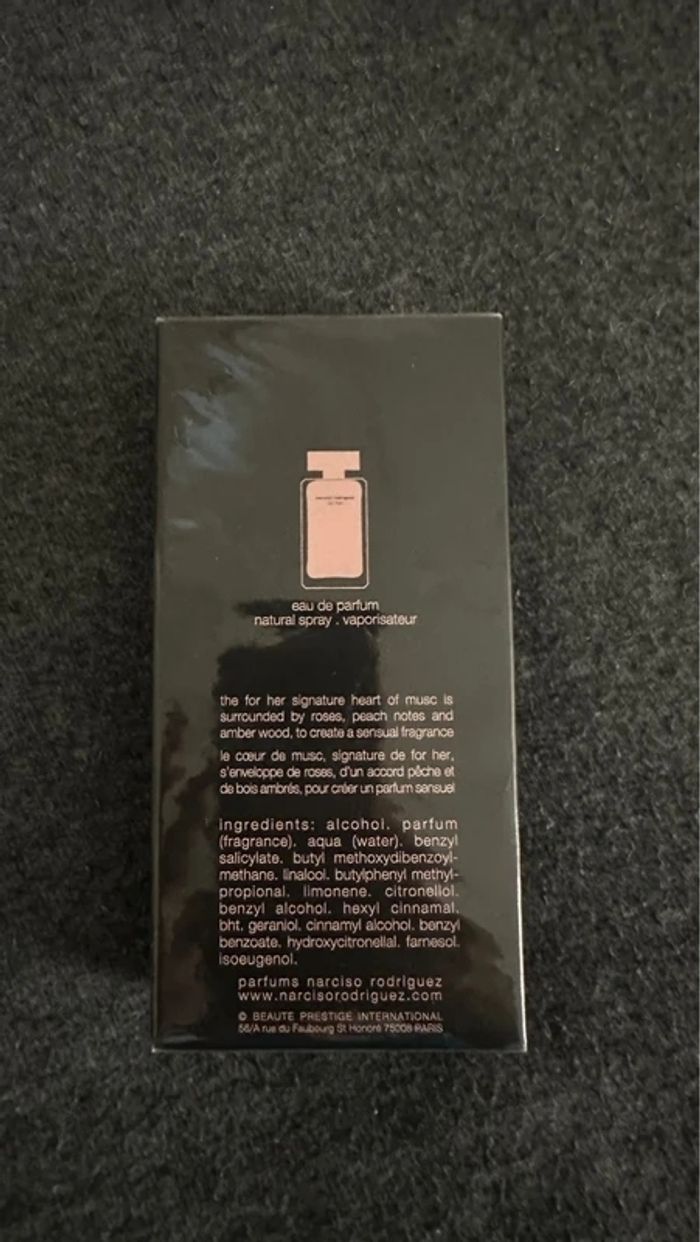 eau de parfum
natural spray . vaporisateur
the for her signature heart of musc is
surrounded by roses, peach notes and
amber wood, to create a sensual fragrance
le cœur de musc, signature de for her,
s'enveloppe de roses, d'un accord pêche et
de bois ambrés, pour créer un parfum sensuel
ingredients: alcohol. parfum
(fragrance). aqua (water). benzyl
salicylate. butyl methoxydibenzoyl-
methane. linalool. butylphenyl methyl-
propional. limonene. citronellol.
benzyl alcohol. hexyl cinnamal.
bht. geraniol. cinnamyl alcohol. benzyl
benzoate. hydroxycitronellal. farnesol.
isoeugenol.
parfums narciso rodriguez
www.narcisorodriguez.com
© BEAUTE PRESTIGE INTERNATIONAL
56/A rue du Faubourg St Honoré 75008 PARIS